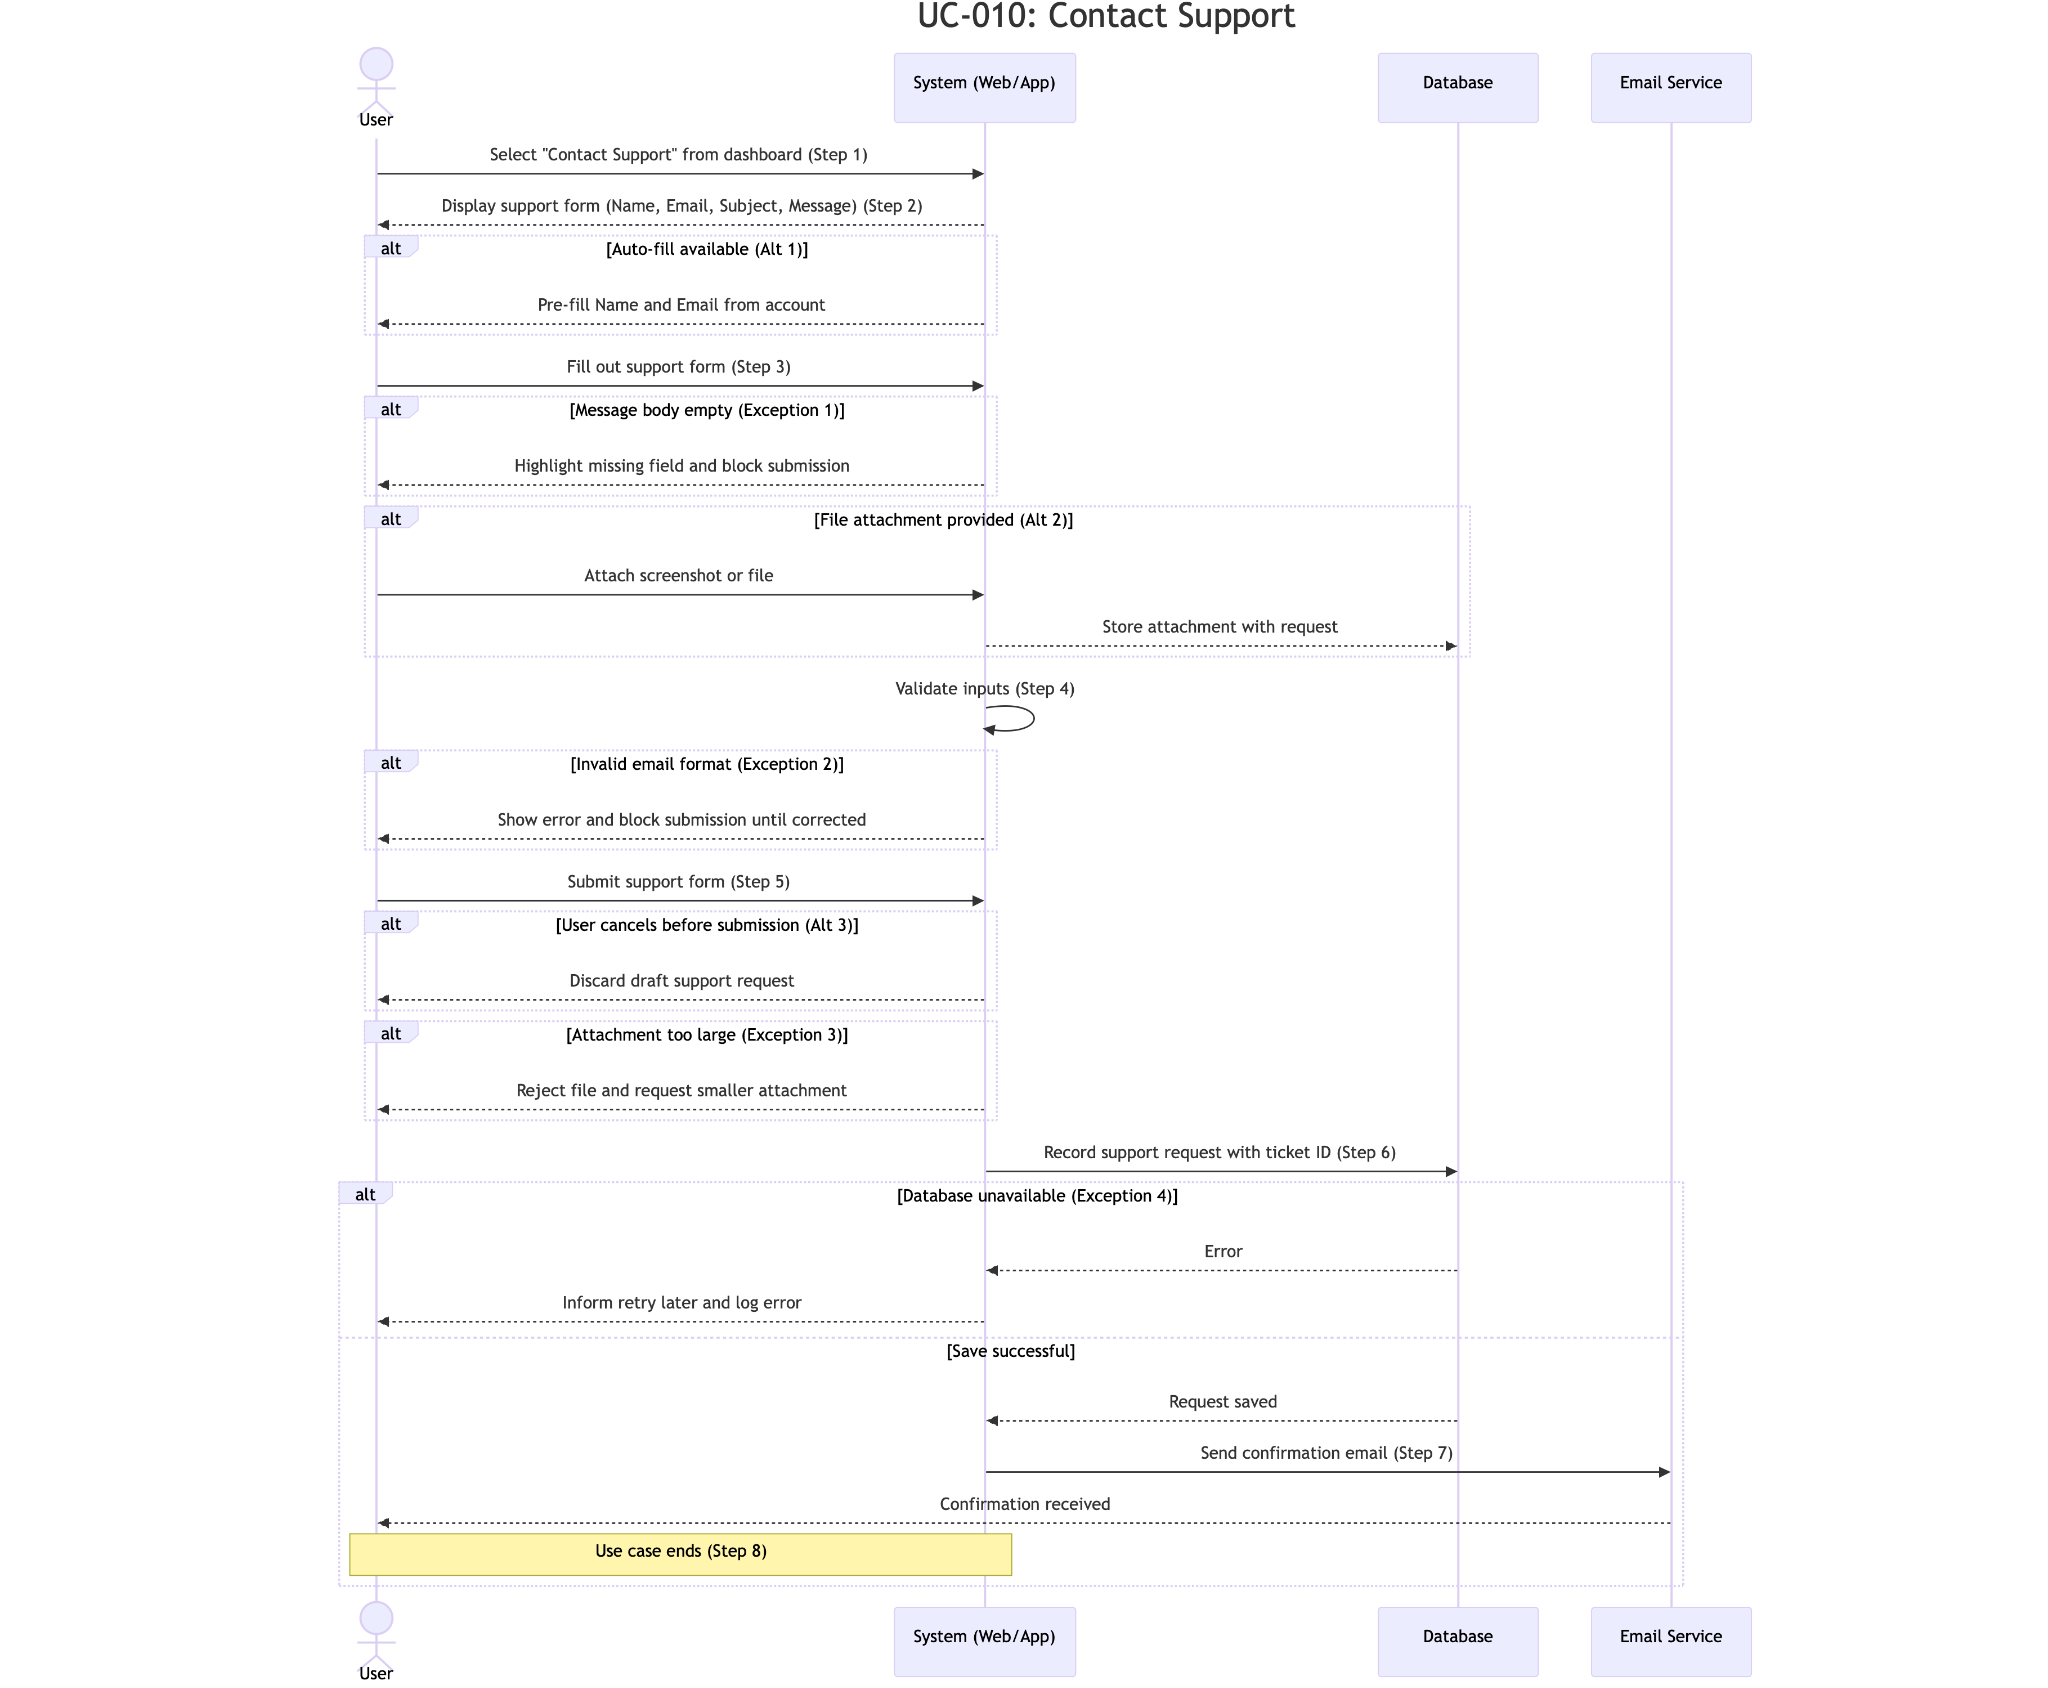 UC-010: Contact Support
User
System (Web/App)
Database
Email Service
Select "Contact Support" from dashboard (Step 1)
Display support form (Name, Email, Subject, Message) (Step 2)
alt
[Auto-fill available (Alt 1)]
Pre-fill Name and Email from account
Fill out support form (Step 3)
alt
[Message body empty (Exception 1)]
Highlight missing field and block submission
alt
[File attachment provided (Alt 2)]
Attach screenshot or file
Store attachment with request
Validate inputs (Step 4)
alt
[Invalid email format (Exception 2)]
Show error and block submission until corrected
Submit support form (Step 5)
alt
[User cancels before submission (Alt 3)]
Discard draft support request
alt
[Attachment too large (Exception 3)]
Reject file and request smaller attachment
Record support request with ticket ID (Step 6)
alt
[Database unavailable (Exception 4)]
Error
Inform retry later and log error
[Save successful]
Request saved
Send confirmation email (Step 7)
Confirmation received
Use case ends (Step 8)
User
System (Web/App)
Database
Email Service